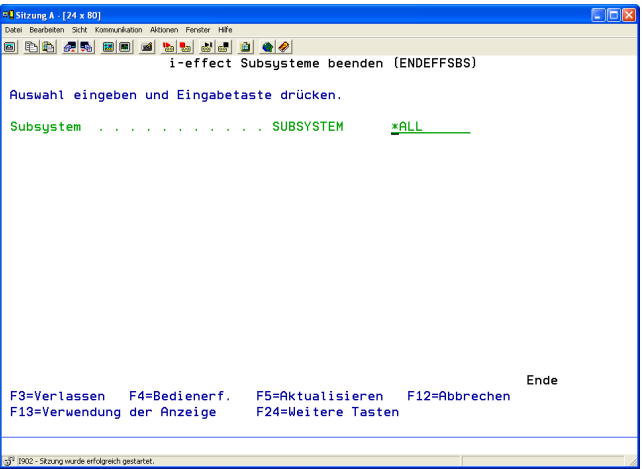 Sitzung A - [24 x 80]
Datei Bearbeiten Sicht Kommunikation Aktionen Fenster Hilfe
i-effect Subsysteme beenden (ENDEFFSBS)
Auswahl eingeben und Eingabetaste drücken.
Subsystem . . . . . . . . . . . SUBSYSTEM *ALL
Ende
F3=Verlassen F4=Bedienerf. F5=Aktualisieren F12=Abbrechen
F13=Verwendung der Anzeige F24=Weitere Tasten
I902 - Sitzung wurde erfolgreich gestartet.